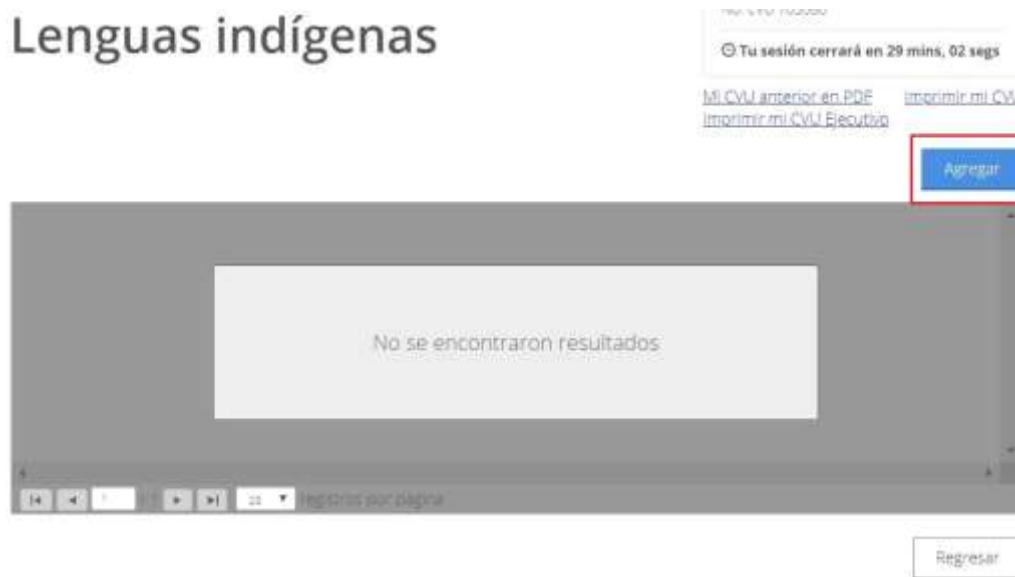 Lenguas indígenas
Tu sesión cerrará en 29 mins, 02 segs
Mi CVU anterior en PDF Imprimir mi CVU
Imprimir mi CVU Ejecutivo
Agregar
No se encontraron resultados
registros por página
Regresar